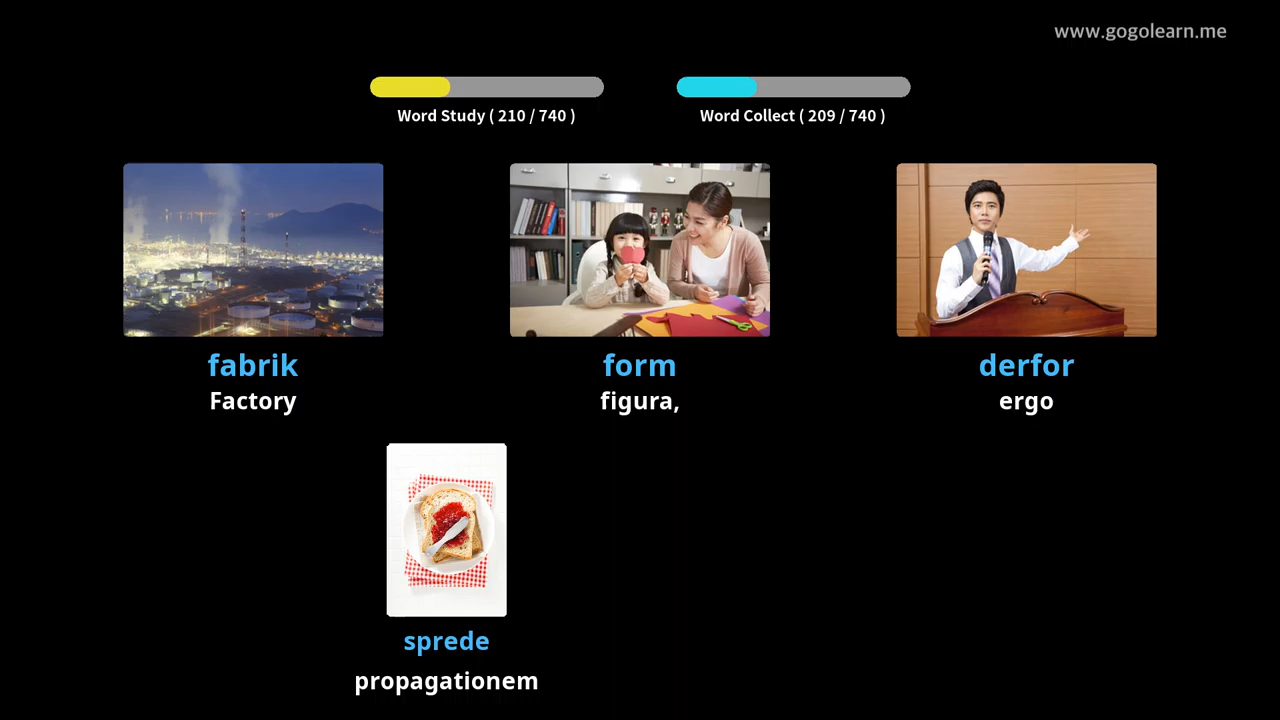 www.gogolearn.me
Word Study ( 210 / 740 )
Word Collect ( 209 / 740 )
fabrik
Factory
form
figura,
derfor
ergo
sprede
propagationem